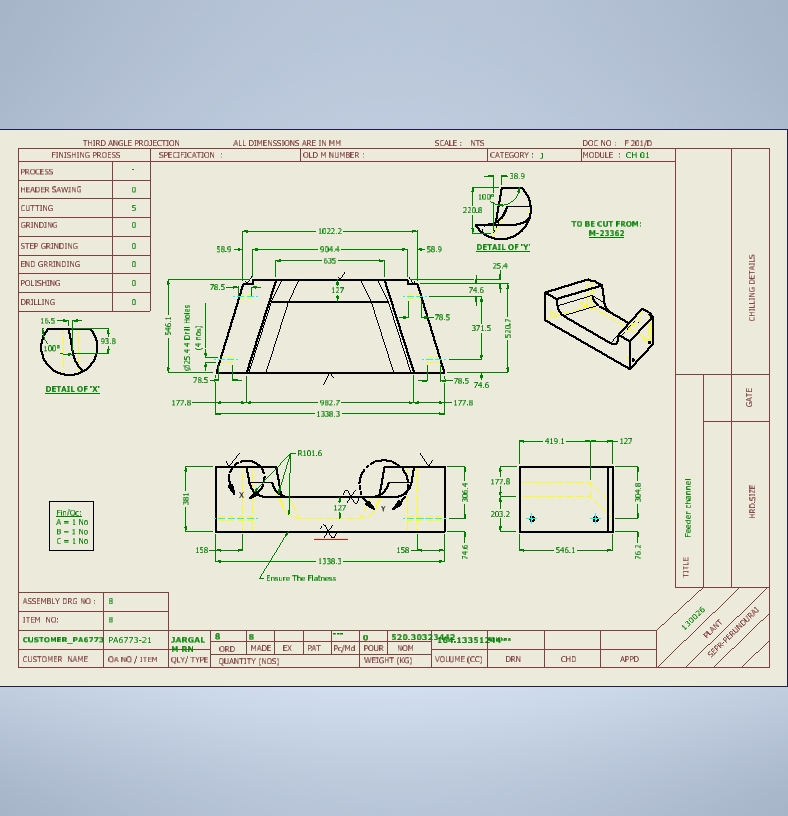 THIRD ANGLE PROJECTION ALL DIMENSSIONS ARE IN MM SCALE : NTS DOC NO : F 201/D
FINISHING PROESS SPECIFICATION : OLD M NUMBER : CATEGORY : J MODULE : CH 01
PROCESS -
HEADER SAWING 0
CUTTING 5
GRINDING 0
STEP GRINDING 0
END GRRINDING 0
POLISHING 0
DRILLING 0
38.9
100°
220.8
DETAIL OF 'Y'
TO BE CUT FROM:
M-23362
1022.2
58.9 904.4 58.9
635
25.4
78.5 127 74.6
546.1
Ø25.4 4 Drill Holes
(4 nos)
78.5
371.5
520.7
78.5 78.5 74.6
177.8 982.7 177.8
1338.3
16.5
100°
93.8
DETAIL OF 'X'
R101.6
X
Y
381
127
306.4
158 158
74.6
1338.3
Ensure The Flatness
419.1 127
177.8
203.2
304.8
546.1
76.2
Fin/Qc:
A = 1 No
B = 1 No
C = 1 No
CHILLING DETAILS
GATE
HRD.SIZE
TITLE Feeder channel
130026
PLANT
SEPR-PERUNDURAI
ASSEMBLY DRG NO : 8
ITEM NO: 8
CUSTOMER_PA6773 PA6773-21 JARGAL M RN 8 8 --- 0
CUSTOMER NAME OA NO / ITEM QLY/ TYPE ORD MADE EX PAT Pc/Md POUR NOM
QUANTITY (NOS) WEIGHT (KG) VOLUME (CC) DRN CHD APPD